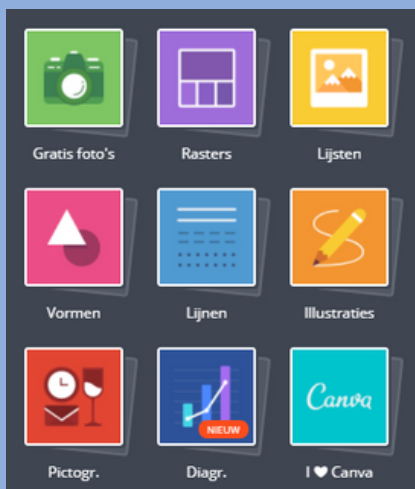 Gratis foto's
Rasters
Lijsten
Vormen
Lijnen
Illustraties
NIEUW
Canva
Pictogr.
Diagr.
I ♥ Canva